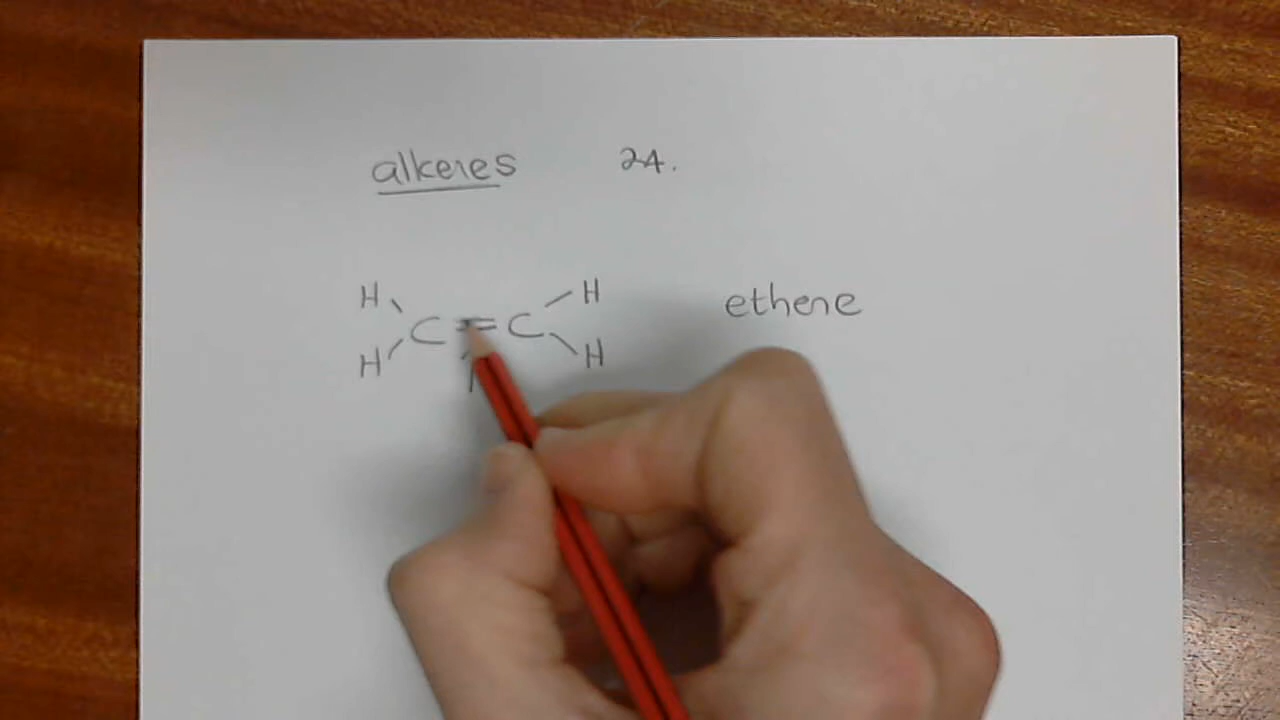 alkenes 24.
H H
C = C ethene
H H